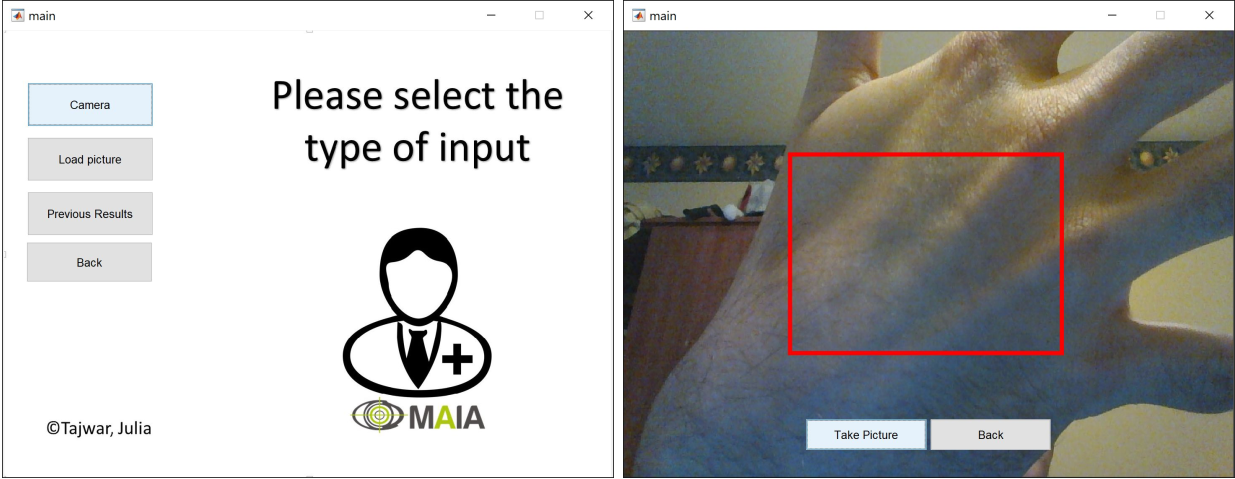 main
Camera
Load picture
Previous Results
Back
Please select the
type of input
MAIA
©Tajwar, Julia
main
Take Picture
Back